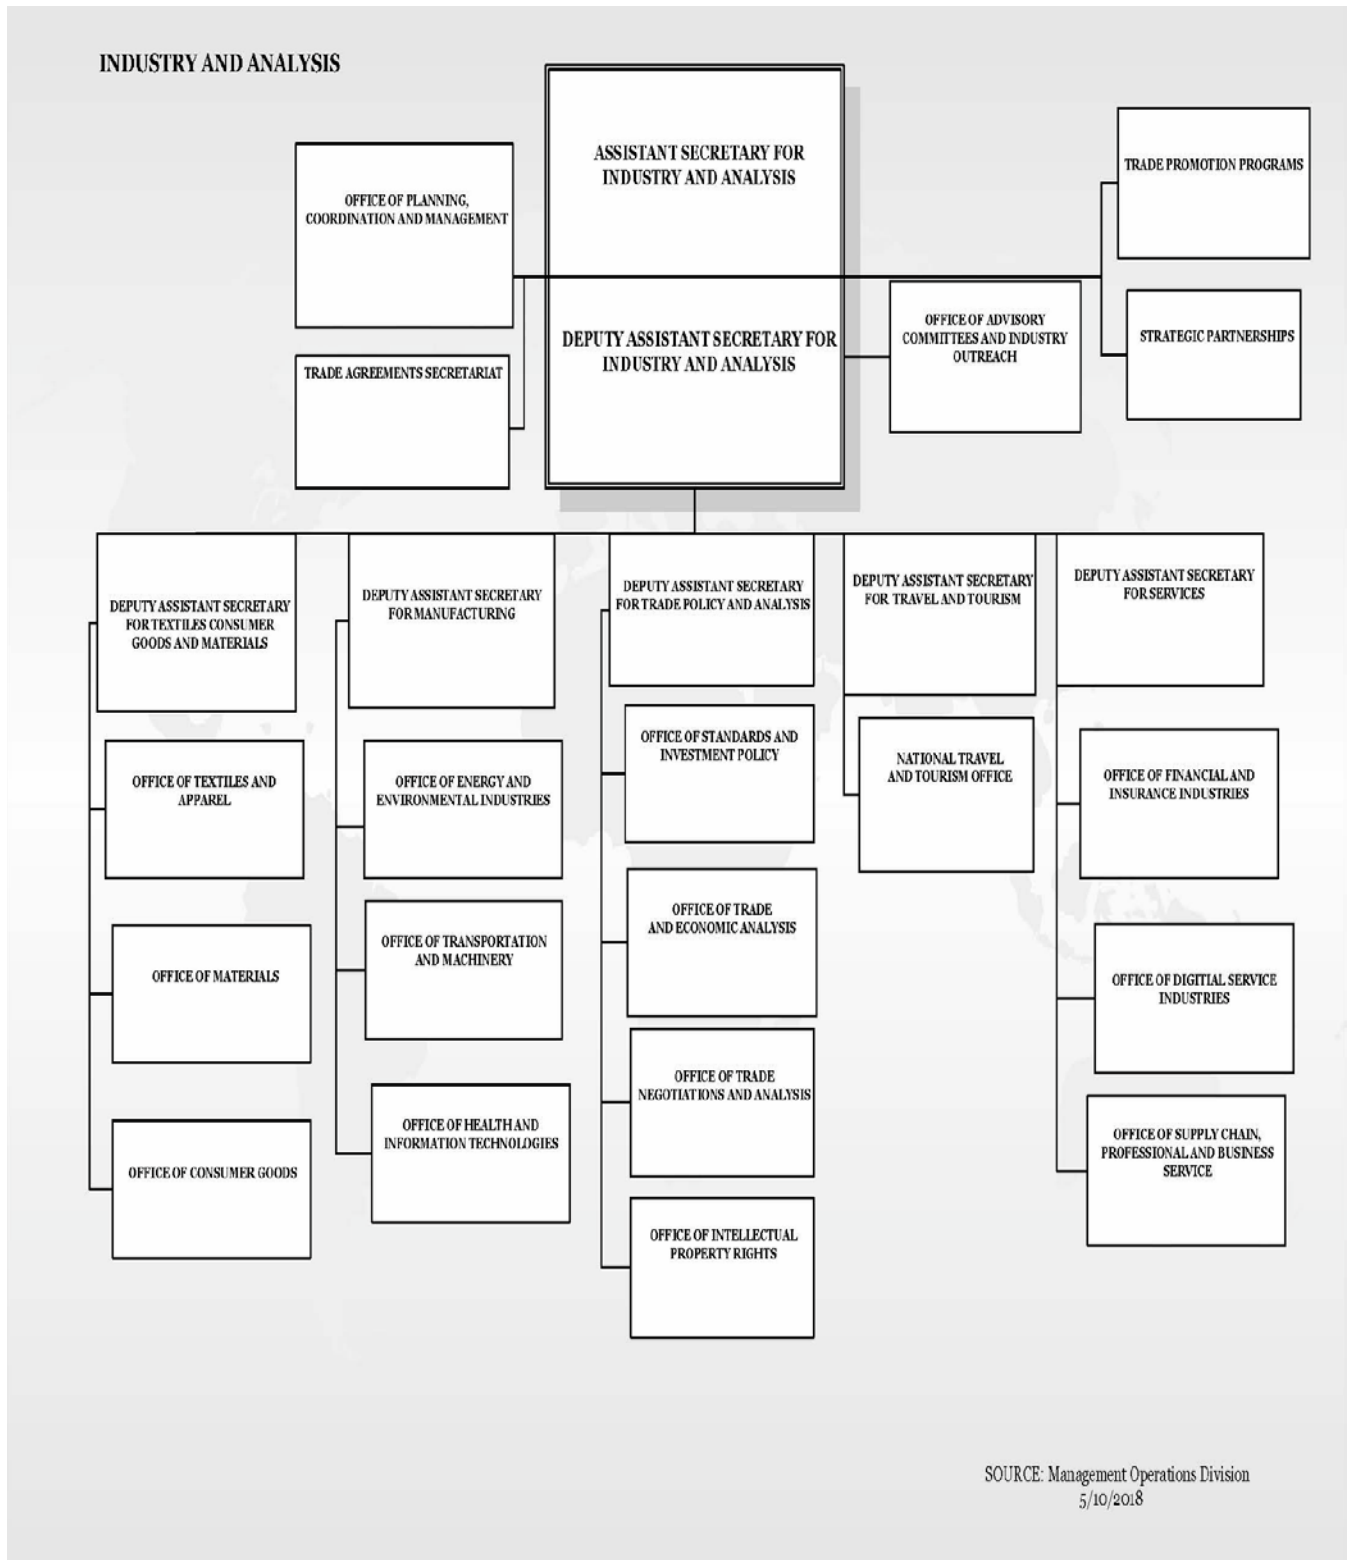 INDUSTRY AND ANALYSIS
ASSISTANT SECRETARY FOR
INDUSTRY AND ANALYSIS
DEPUTY ASSISTANT SECRETARY FOR
INDUSTRY AND ANALYSIS
OFFICE OF PLANNING,
COORDINATION AND MANAGEMENT
TRADE AGREEMENTS SECRETARIAT
OFFICE OF ADVISORY
COMMITTEES AND INDUSTRY
OUTREACH
TRADE PROMOTION PROGRAMS
STRATEGIC PARTNERSHIPS
DEPUTY ASSISTANT SECRETARY
FOR TEXTILES CONSUMER
GOODS AND MATERIALS
OFFICE OF TEXTILES AND
APPAREL
OFFICE OF MATERIALS
OFFICE OF CONSUMER GOODS
DEPUTY ASSISTANT SECRETARY
FOR MANUFACTURING
OFFICE OF ENERGY AND
ENVIRONMENTAL INDUSTRIES
OFFICE OF TRANSPORTATION
AND MACHINERY
OFFICE OF HEALTH AND
INFORMATION TECHNOLOGIES
DEPUTY ASSISTANT SECRETARY
FOR TRADE POLICY AND ANALYSIS
OFFICE OF STANDARDS AND
INVESTMENT POLICY
OFFICE OF TRADE
AND ECONOMIC ANALYSIS
OFFICE OF TRADE
NEGOTIATIONS AND ANALYSIS
OFFICE OF INTELLECTUAL
PROPERTY RIGHTS
DEPUTY ASSISTANT SECRETARY
FOR TRAVEL AND TOURISM
NATIONAL TRAVEL
AND TOURISM OFFICE
DEPUTY ASSISTANT SECRETARY
FOR SERVICES
OFFICE OF FINANCIAL AND
INSURANCE INDUSTRIES
OFFICE OF DIGITIAL SERVICE
INDUSTRIES
OFFICE OF SUPPLY CHAIN,
PROFESSIONAL AND BUSINESS
SERVICE
SOURCE: Management Operations Division
5/10/2018